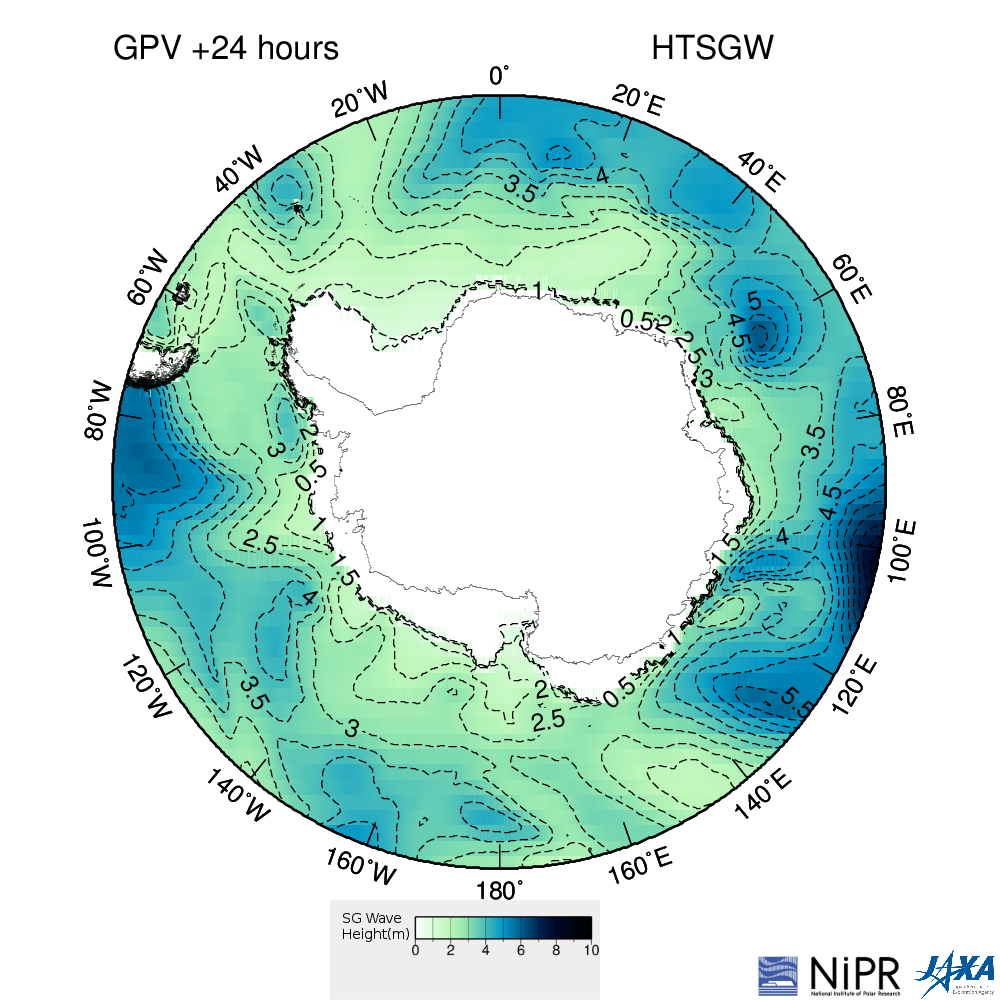 GPV +24 hours
HTSGW
0°
20°W
20°E
40°W
40°E
60°W
60°E
80°W
80°E
100°W
100°E
120°W
120°E
140°W
140°E
160°W
160°E
180°
3.5
4
5
4.5
1
0.5
2
2.5
3
3.5
4.5
4
1.5
1
0.5
5.5
2
2.5
3
3.5
4
1.5
1
2.5
0.5
3
2
SG Wave
Height(m)
0 2 4 6 8 10
NiPR
National Institute of Polar Research
JAXA
Japan Aerospace
Exploration Agency